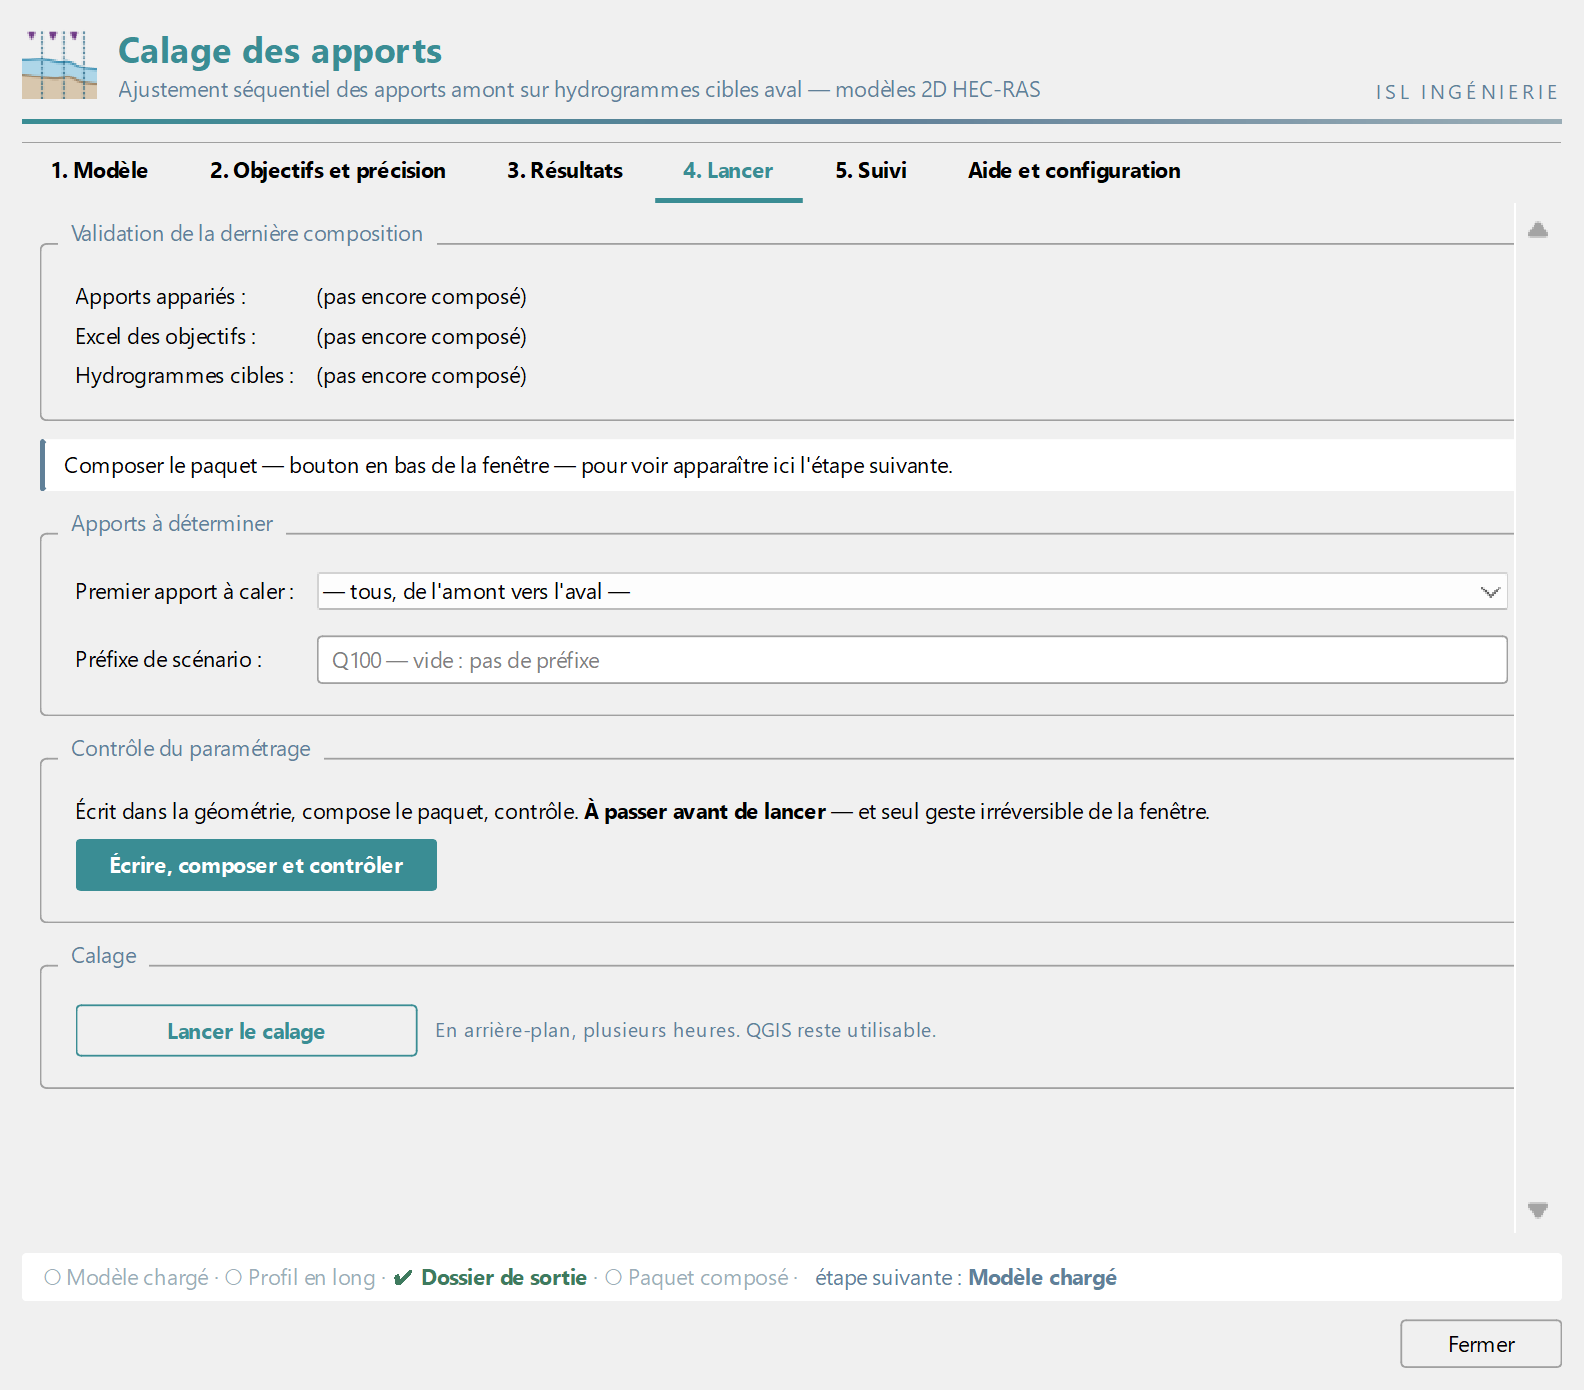 Calage des apports
Ajustement séquentiel des apports amont sur hydrogrammes cibles aval — modèles 2D HEC-RAS
ISL INGÉNIERIE
1. Modèle
2. Objectifs et précision
3. Résultats
4. Lancer
5. Suivi
Aide et configuration
Validation de la dernière composition
Apports appariés : (pas encore composé)
Excel des objectifs : (pas encore composé)
Hydrogrammes cibles : (pas encore composé)
Composer le paquet — bouton en bas de la fenêtre — pour voir apparaître ici l'étape suivante.
Apports à déterminer
Premier apport à caler : — tous, de l'amont vers l'aval —
Préfixe de scénario : Q100 — vide : pas de préfixe
Contrôle du paramétrage
Écrit dans la géométrie, compose le paquet, contrôle. À passer avant de lancer — et seul geste irréversible de la fenêtre.
Écrire, composer et contrôler
Calage
Lancer le calage
En arrière-plan, plusieurs heures. QGIS reste utilisable.
○ Modèle chargé · ○ Profil en long · ✔ Dossier de sortie · ○ Paquet composé · étape suivante : Modèle chargé
Fermer